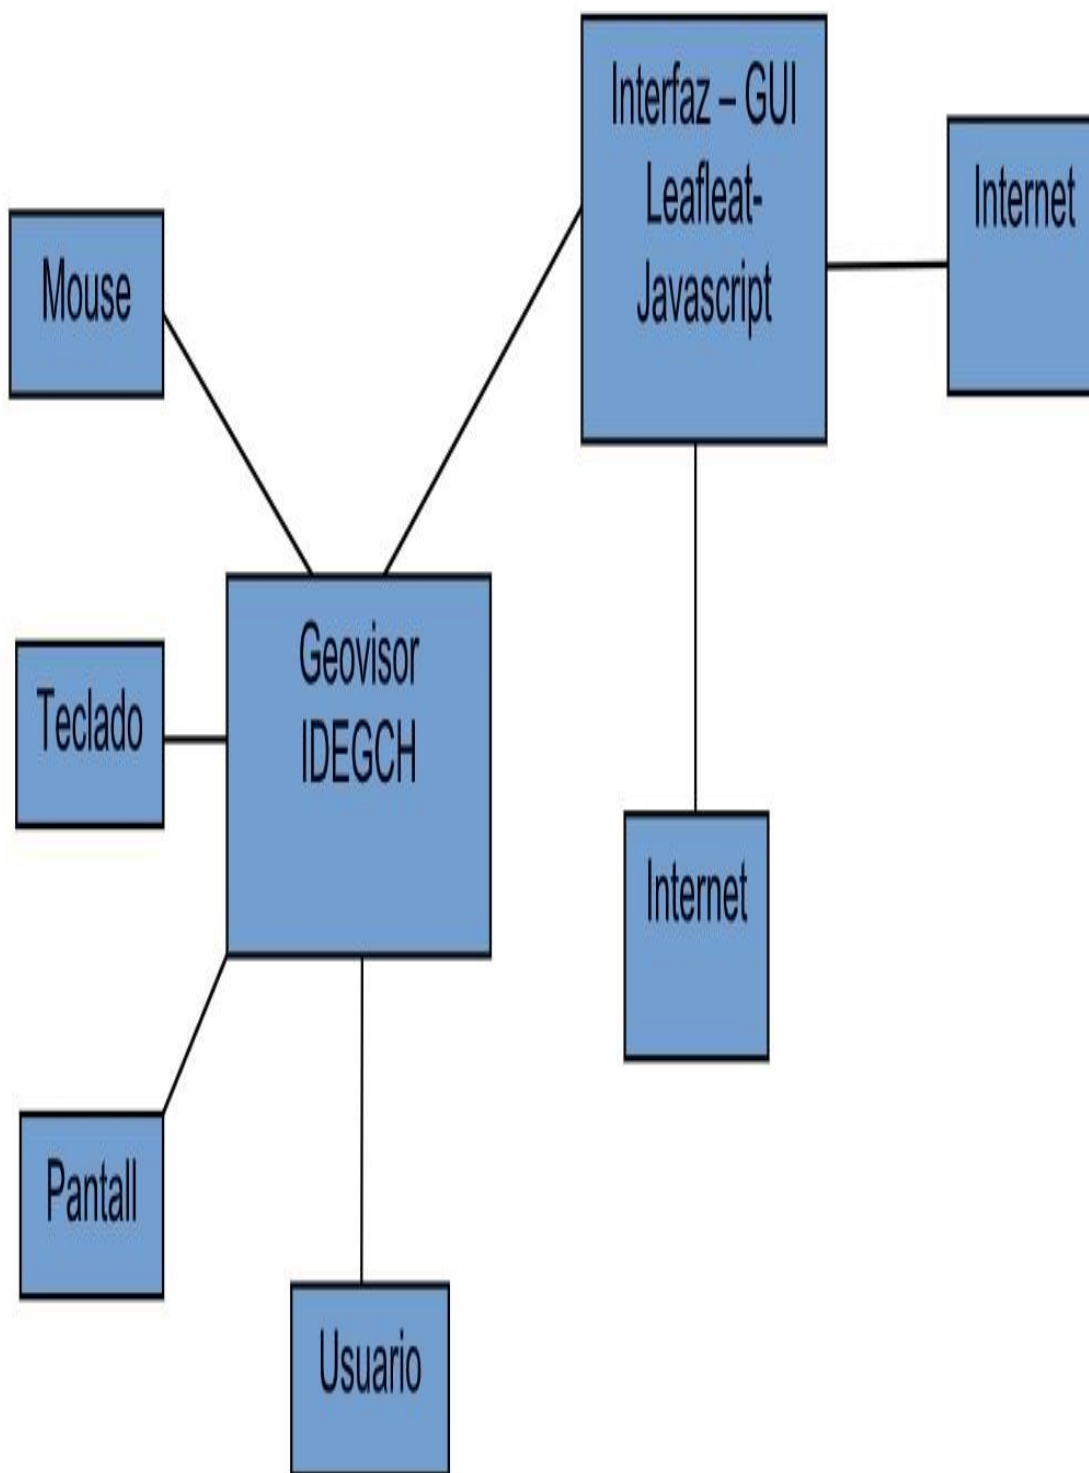 Interfaz – GUI
Leafleat-
Javascript
Internet
Mouse
Geovisor
IDEGCH
Teclado
Internet
Pantall
Usuario